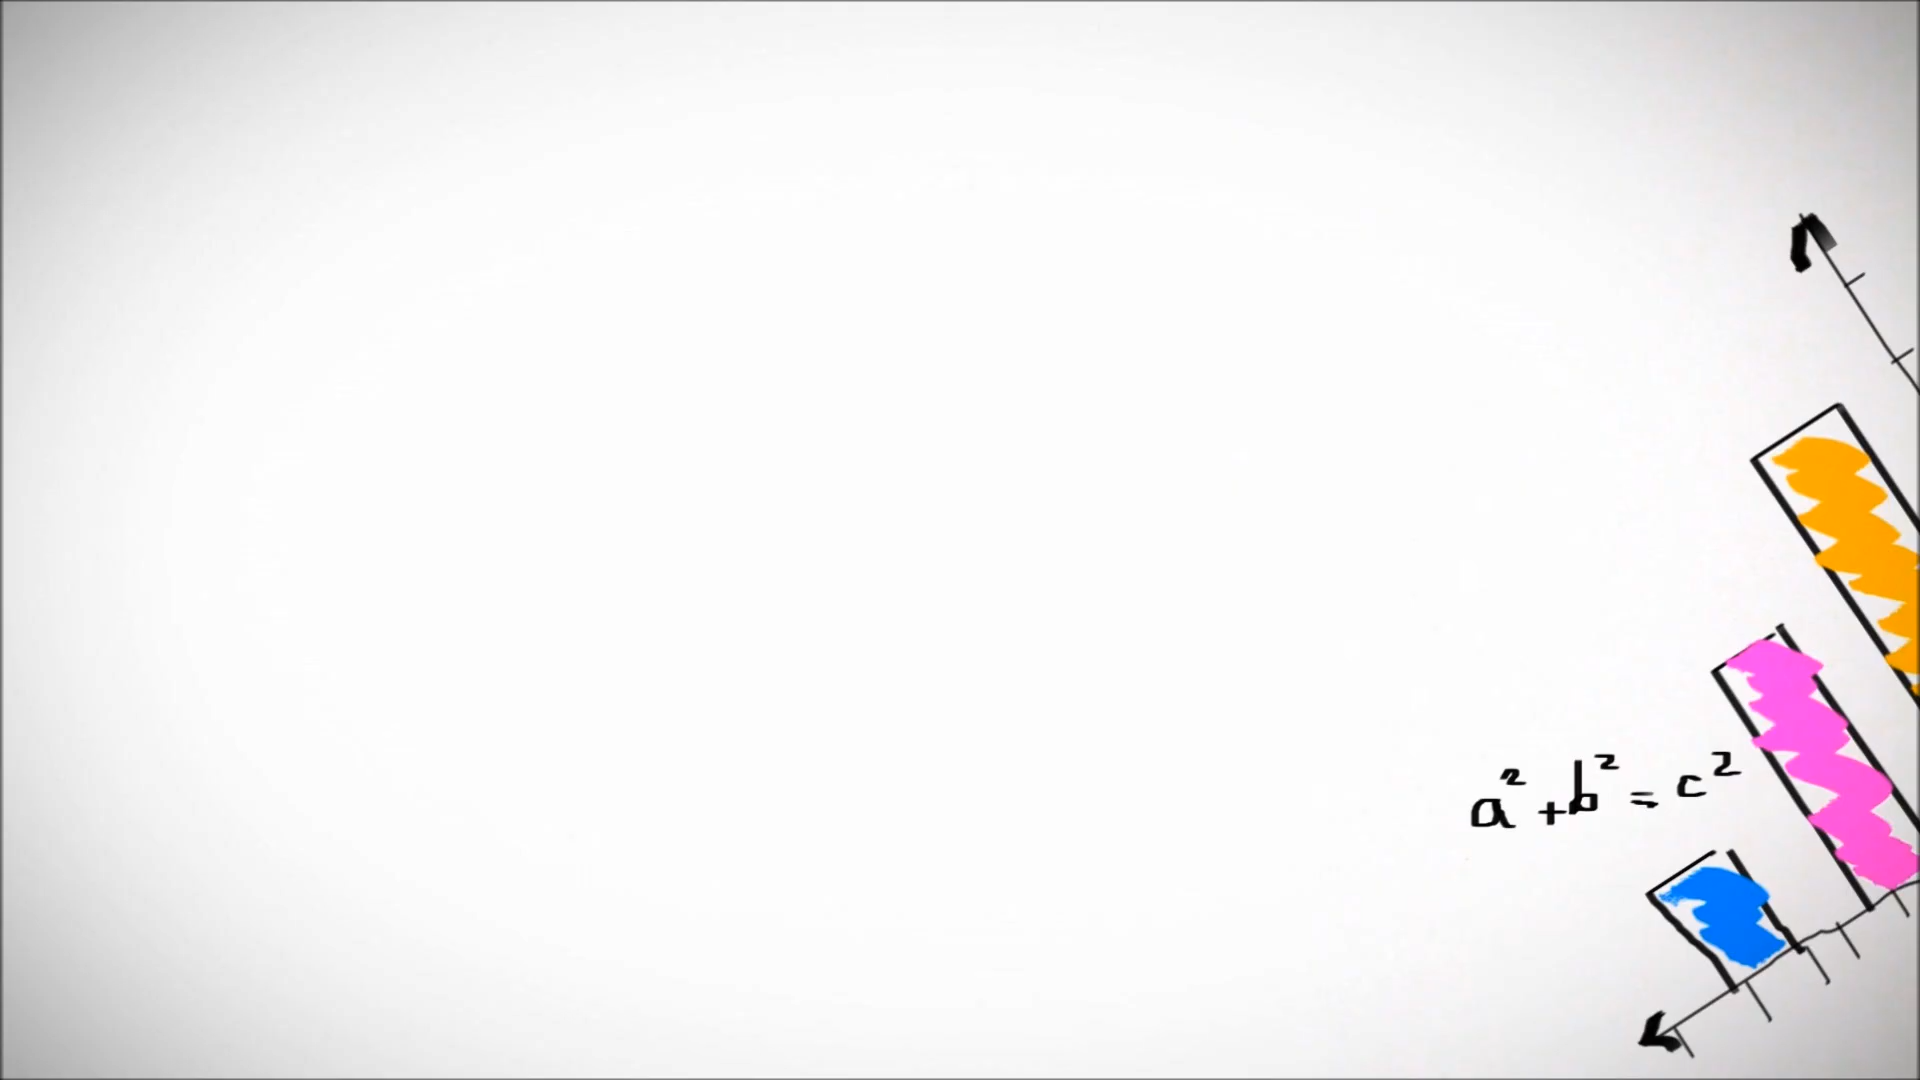 a² + b² = c²